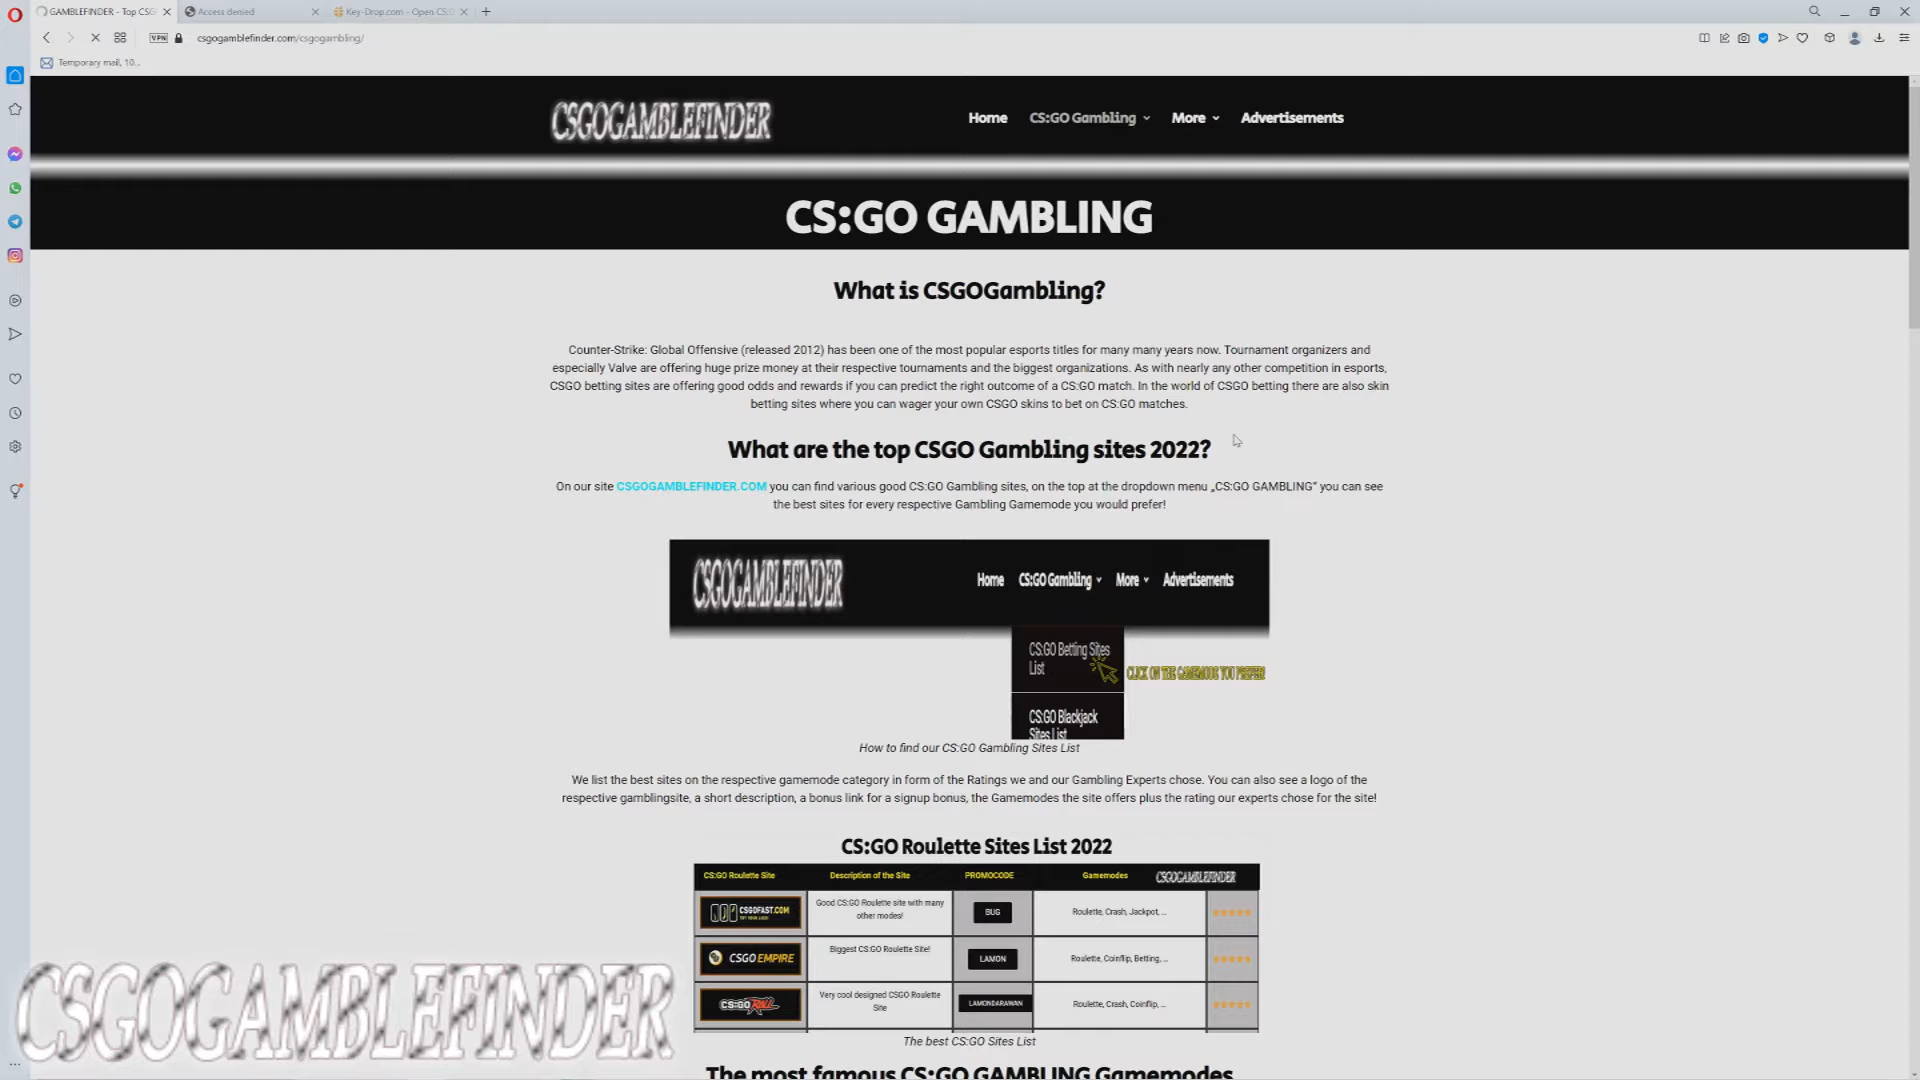 GAMBLEFINDER - Top CSG
Access denied
Key-Drop.com - Open CS:G
VPN
csgogamblefinder.com/csgogambling/
Temporary mail, 10...
CSGOGAMBLEFINDER
Home
CS:GO Gambling
More
Advertisements
CS:GO GAMBLING
What is CSGOGambling?
Counter-Strike: Global Offensive (released 2012) has been one of the most popular esports titles for many many years now. Tournament organizers and
especially Valve are offering huge prize money at their respective tournaments and the biggest organizations. As with nearly any other competition in esports,
CSGO betting sites are offering good odds and rewards if you can predict the right outcome of a CS:GO match. In the world of CSGO betting there are also skin
betting sites where you can wager your own CSGO skins to bet on CS:GO matches.
What are the top CSGO Gambling sites 2022?
On our site CSGOGAMBLEFINDER.COM you can find various good CS:GO Gambling sites, on the top at the dropdown menu „CS:GO GAMBLING" you can see
the best sites for every respective Gambling Gamemode you would prefer!
CSGOGAMBLEFINDER
Home
CS:GO Gambling
More
Advertisements
CS:GO Betting Sites
List
CLICK ON THE GAMEMODE YOU PREFER!
CS:GO Blackjack
Sites List
How to find our CS:GO Gambling Sites List
We list the best sites on the respective gamemode category in form of the Ratings we and our Gambling Experts chose. You can also see a logo of the
respective gamblingsite, a short description, a bonus link for a signup bonus, the Gamemodes the site offers plus the rating our experts chose for the site!
CS:GO Roulette Sites List 2022
CS:GO Roulette Site
Description of the Site
PROMOCODE
Gamemodes
CSGOGAMBLEFINDER
CSGOFAST.COM
Good CS:GO Roulette site with many
other modes!
BUG
Roulette, Crash, Jackpot, ...
CSGOEMPIRE
Biggest CS:GO Roulette Site!
LAMON
Roulette, Coinflip, Betting, ...
CS:GO ROLL
Very cool designed CSGO Roulette
Site
LAMONDARAWAN
Roulette, Crash, Coinflip, ...
The best CS:GO Sites List
The most famous CS:GO GAMBLING Gamemodes
CSGOGAMBLEFINDER